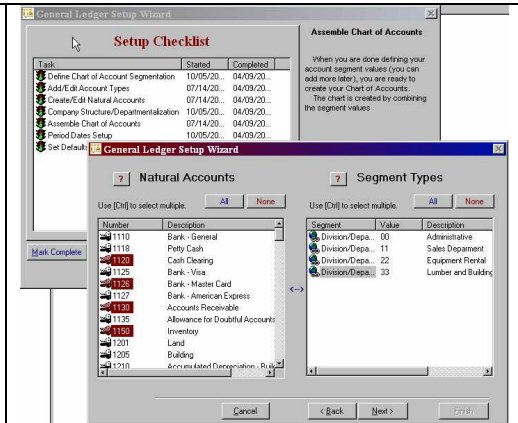 General Ledger Setup Wizard
Setup Checklist
Task Started Completed
Define Chart of Account Segmentation 10/05/20... 04/09/20...
Add/Edit Account Types 07/14/20... 04/09/20...
Create/Edit Natural Accounts 07/14/20... 04/09/20...
Company Structure/Departmentalization 10/05/20... 04/09/20...
Assemble Chart of Accounts 07/14/20... 04/09/20...
Period Dates Setup 10/05/20... 04/09/20...
Set Defaults
Mark Complete
Assemble Chart of Accounts
When you are done defining your
account segment values (you can
add more later), you are ready to
create your Chart of Accounts.
The chart is created by combining
the segment values
General Ledger Setup Wizard
? Natural Accounts
Use [Ctrl] to select multiple. All None
Number Description
1110 Bank - General
1118 Petty Cash
1120 Cash Clearing
1125 Bank - Visa
1126 Bank - Master Card
1127 Bank - American Express
1130 Accounts Receivable
1135 Allowance for Doubtful Accounts
1150 Inventory
1201 Land
1205 Building
1210 Accumulated Depreciation - Buik
<-->
? Segment Types
Use [Ctrl] to select multiple. All None
Segment Value Description
Division/Depa... 00 Administrative
Division/Depa... 11 Sales Deparment
Division/Depa... 22 Equipment Rental
Division/Depa... 33 Lumber and Building
Cancel < Back Next > Finish